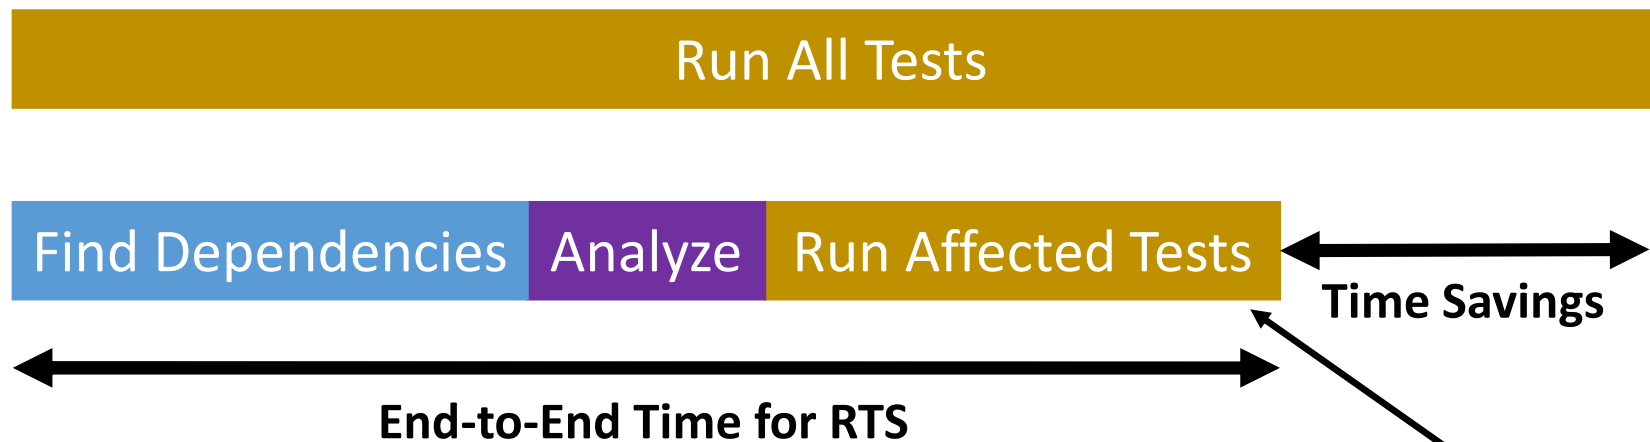 Run All Tests
Find Dependencies Analyze Run Affected Tests
Time Savings
End-to-End Time for RTS